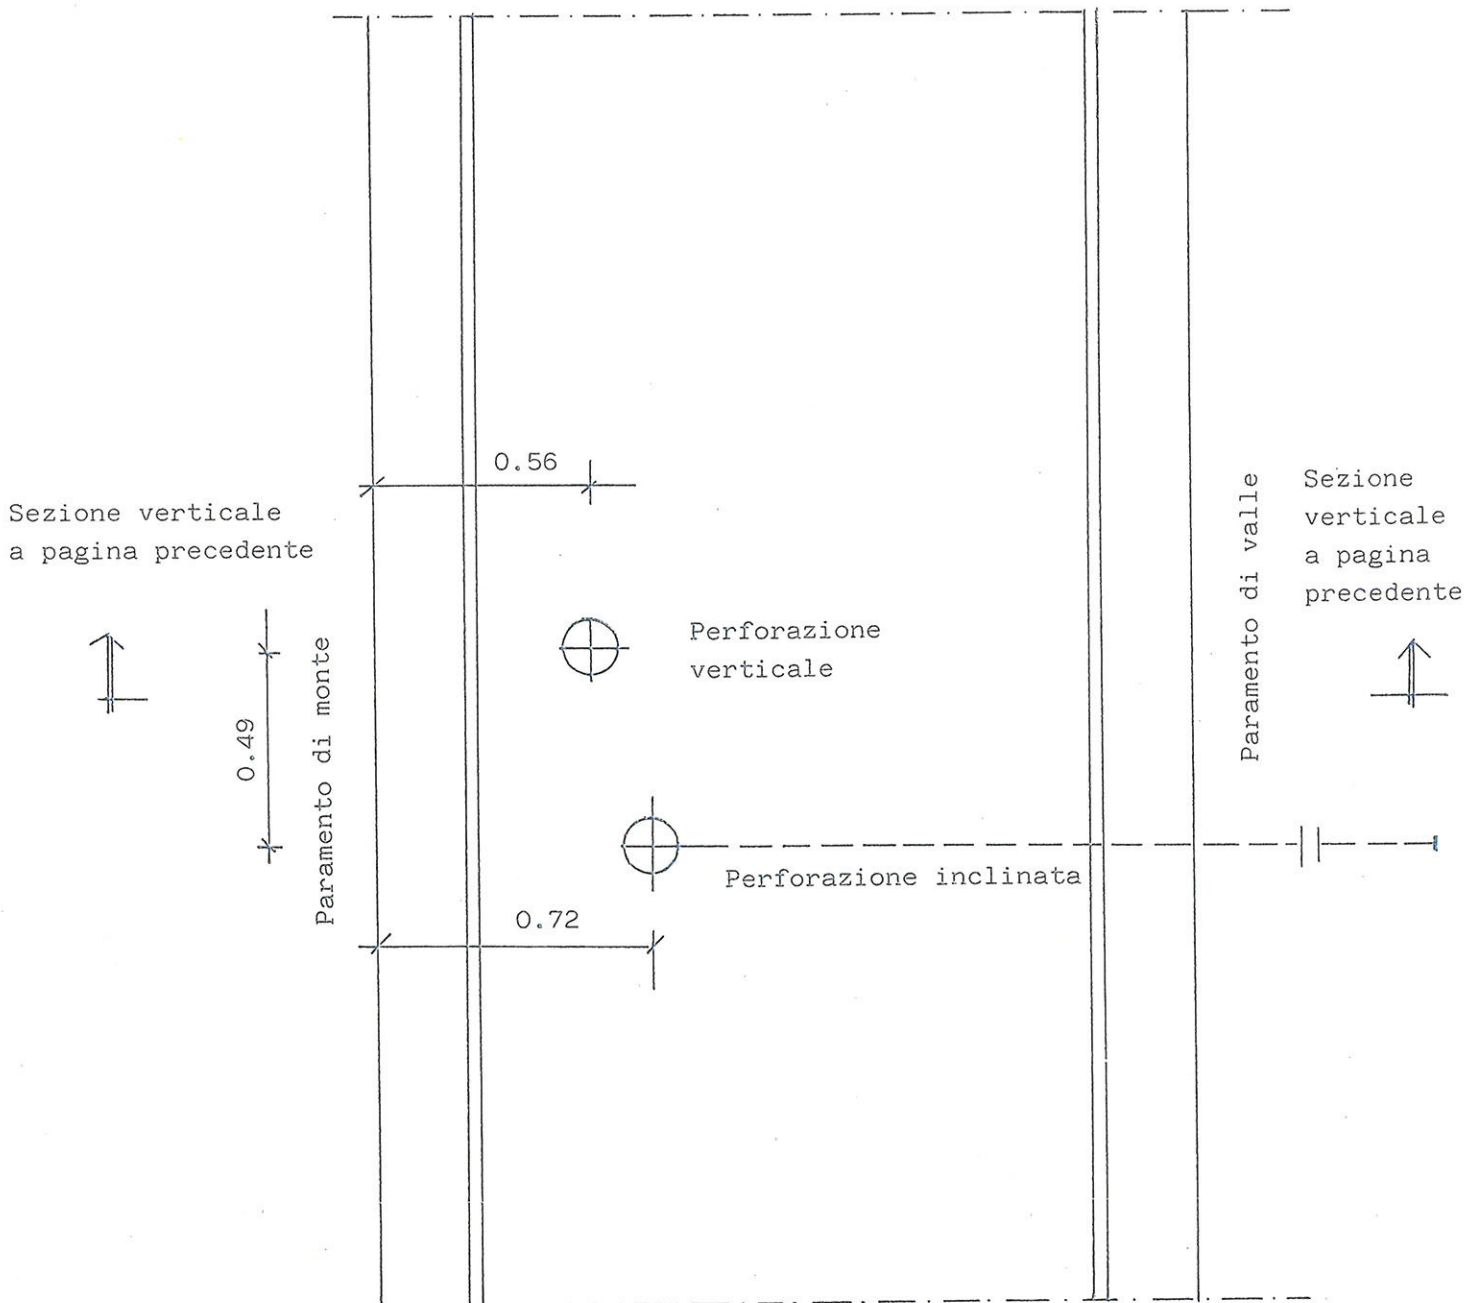 0.56
Sezione verticale
a pagina precedente
Sezione
verticale
a pagina
precedente
Paramento di valle
Perforazione
verticale
Paramento di monte
0.49
Perforazione inclinata
0.72